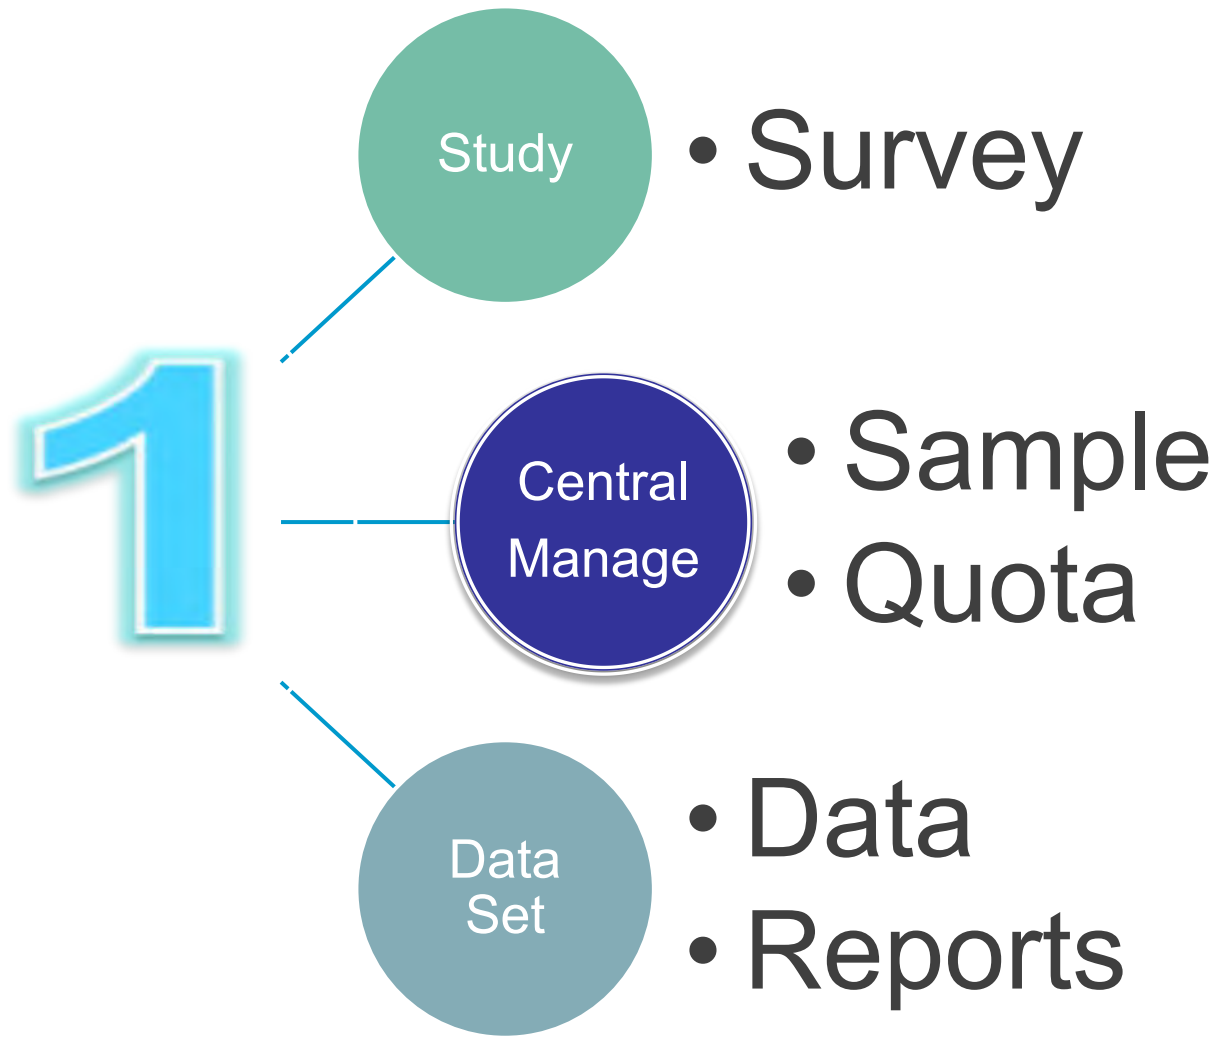 1
Study
• Survey
Central
Manage
• Sample
• Quota
Data
Set
• Data
• Reports